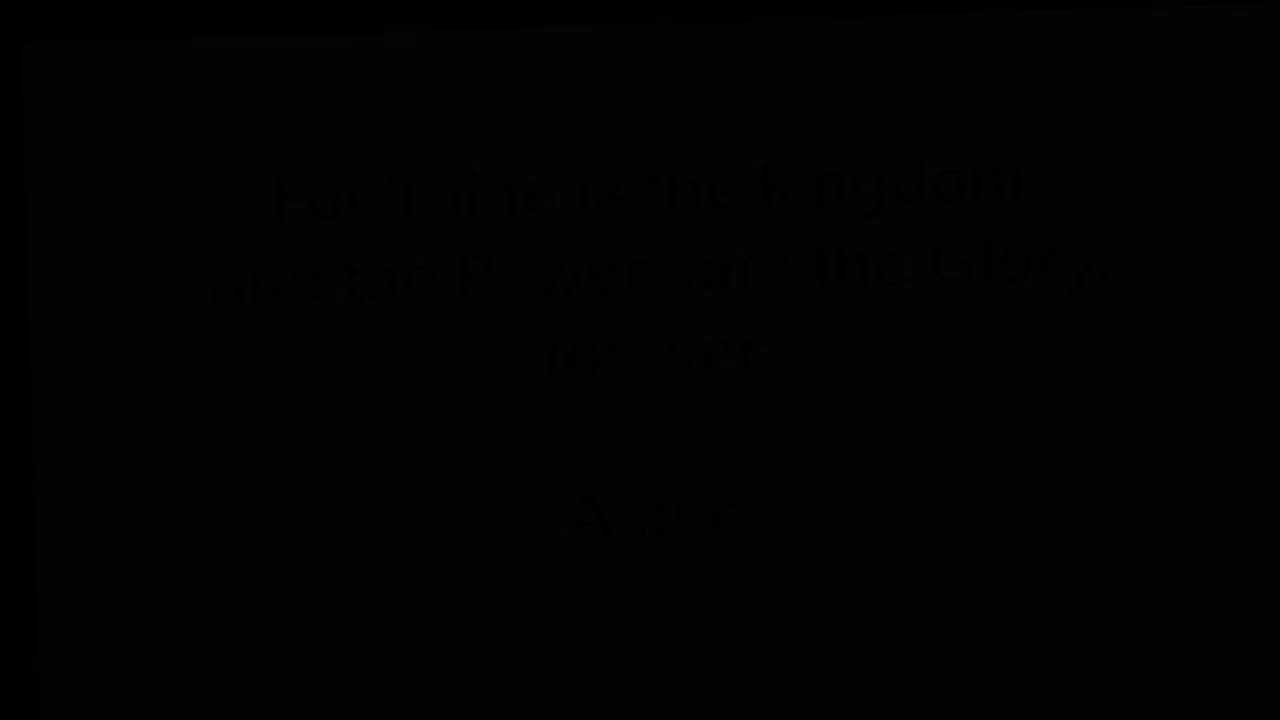 For Thine is the kingdom,
and the Power, and the Glory,
forever.
Amen.